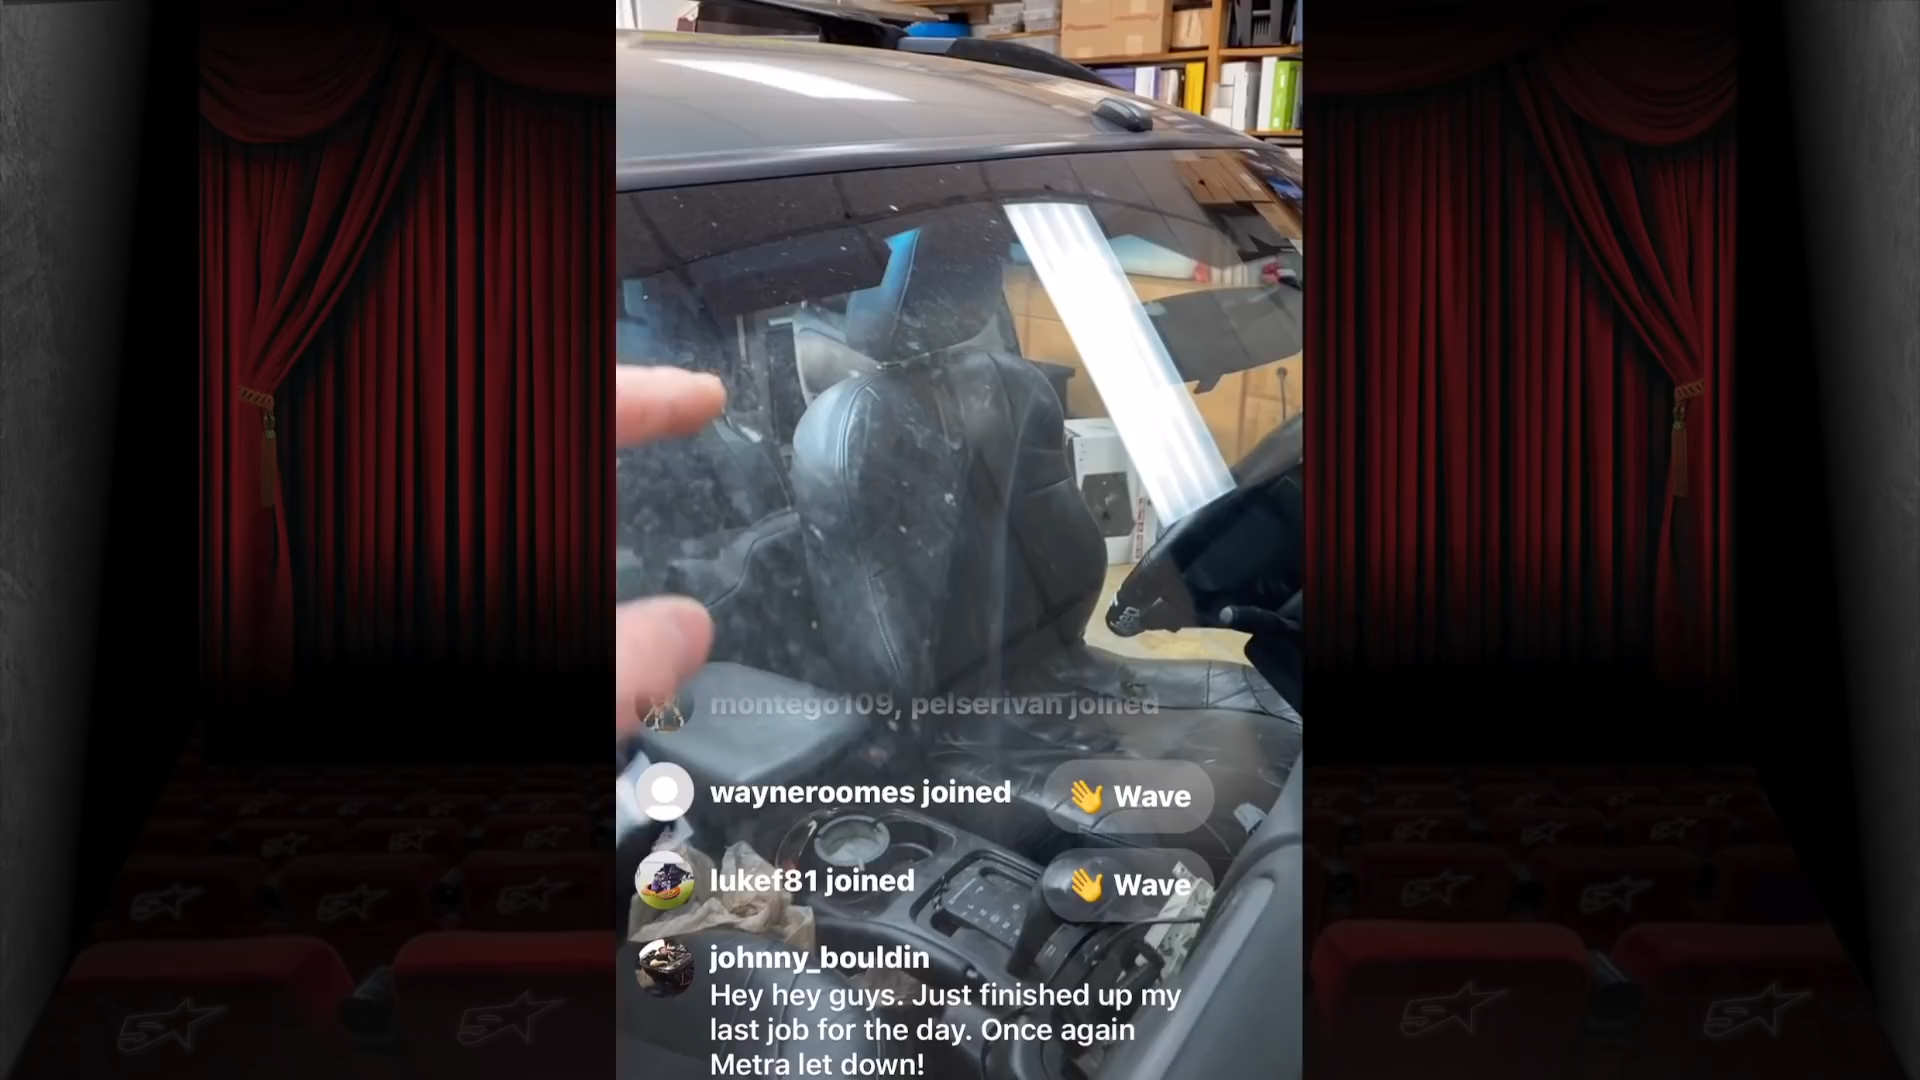 montego109, pelserivan joined
wayneroomes joined
👋 Wave
lukef81 joined
👋 Wave
johnny_bouldin
Hey hey guys. Just finished up my
last job for the day. Once again
Metra let down!